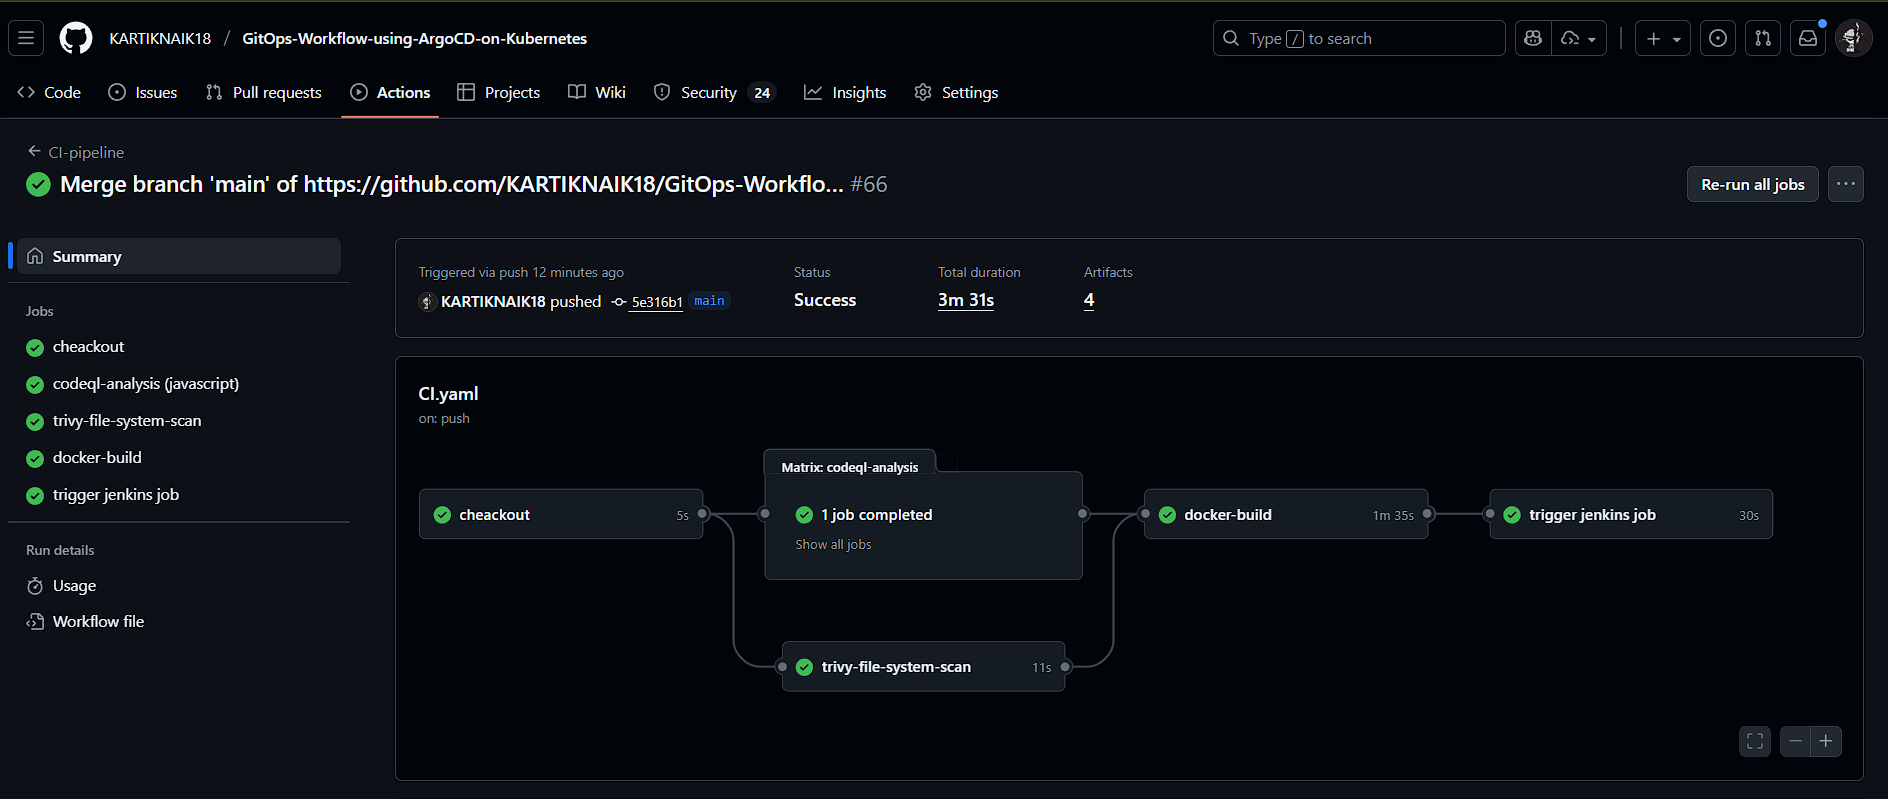 KARTIKNAIK18 / GitOps-Workflow-using-ArgoCD-on-Kubernetes
Type / to search
Code Issues Pull requests Actions Projects Wiki Security 24 Insights Settings
CI-pipeline
Merge branch 'main' of https://github.com/KARTIKNAIK18/GitOps-Workflo... #66
Re-run all jobs
Summary
Jobs
cheackout
codeql-analysis (javascript)
trivy-file-system-scan
docker-build
trigger jenkins job
Run details
Usage
Workflow file
Triggered via push 12 minutes ago
KARTIKNAIK18 pushed 5e316b1 main
Status
Success
Total duration
3m 31s
Artifacts
4
CI.yaml
on: push
cheackout 5s
Matrix: codeql-analysis
1 job completed
Show all jobs
trivy-file-system-scan 11s
docker-build 1m 35s
trigger jenkins job 30s